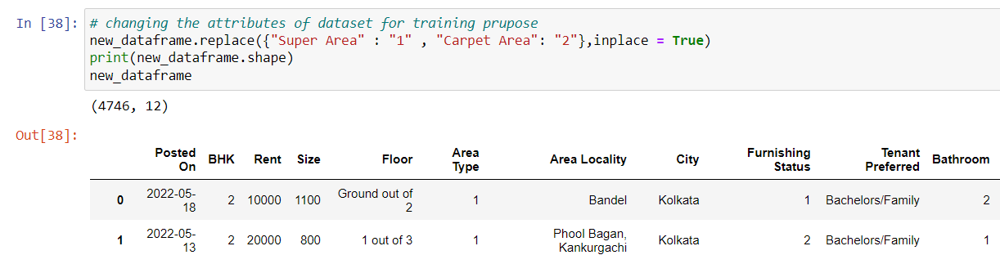 In [38]: # changing the attributes of dataset for training prupose
new_dataframe.replace({"Super Area" : "1" , "Carpet Area": "2"},inplace = True)
print(new_dataframe.shape)
new_dataframe
(4746, 12)
Out[38]:
Posted On BHK Rent Size Floor Area Type Area Locality City Furnishing Status Tenant Preferred Bathroom
0 2022-05-18 2 10000 1100 Ground out of 2 1 Bandel Kolkata 1 Bachelors/Family 2
1 2022-05-13 2 20000 800 1 out of 3 1 Phool Bagan, Kankurgachi Kolkata 2 Bachelors/Family 1